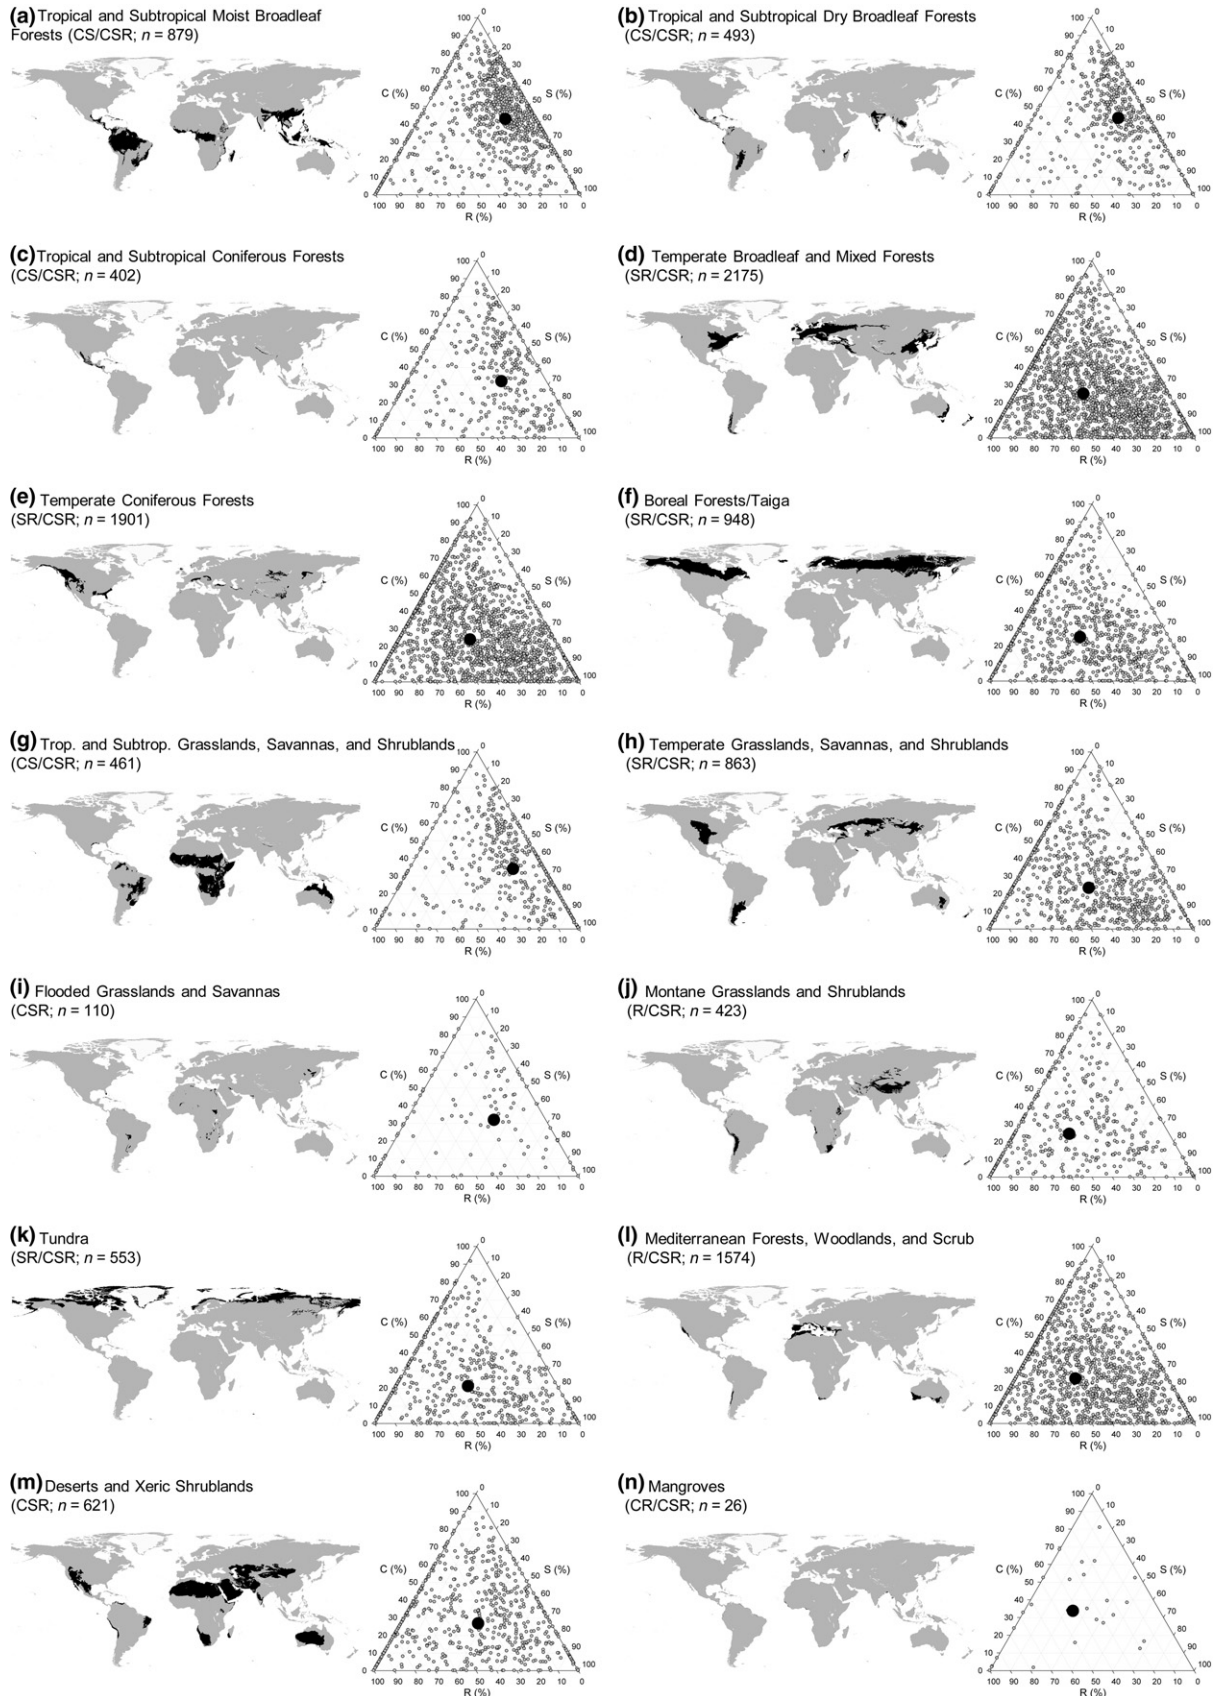 (a) Tropical and Subtropical Moist Broadleaf
Forests (CS/CSR; n = 879)
(b) Tropical and Subtropical Dry Broadleaf Forests
(CS/CSR; n = 493)
(c) Tropical and Subtropical Coniferous Forests
(CS/CSR; n = 402)
(d) Temperate Broadleaf and Mixed Forests
(SR/CSR; n = 2175)
(e) Temperate Coniferous Forests
(SR/CSR; n = 1901)
(f) Boreal Forests/Taiga
(SR/CSR; n = 948)
(g) Trop. and Subtrop. Grasslands, Savannas, and Shrublands
(CS/CSR; n = 461)
(h) Temperate Grasslands, Savannas, and Shrublands
(SR/CSR; n = 863)
(i) Flooded Grasslands and Savannas
(CSR; n = 110)
(j) Montane Grasslands and Shrublands
(R/CSR; n = 423)
(k) Tundra
(SR/CSR; n = 553)
(l) Mediterranean Forests, Woodlands, and Scrub
(R/CSR; n = 1574)
(m) Deserts and Xeric Shrublands
(CSR; n = 621)
(n) Mangroves
(CR/CSR; n = 26)
C (%)
S (%)
R (%)
100 90 80 70 60 50 40 30 20 10 0